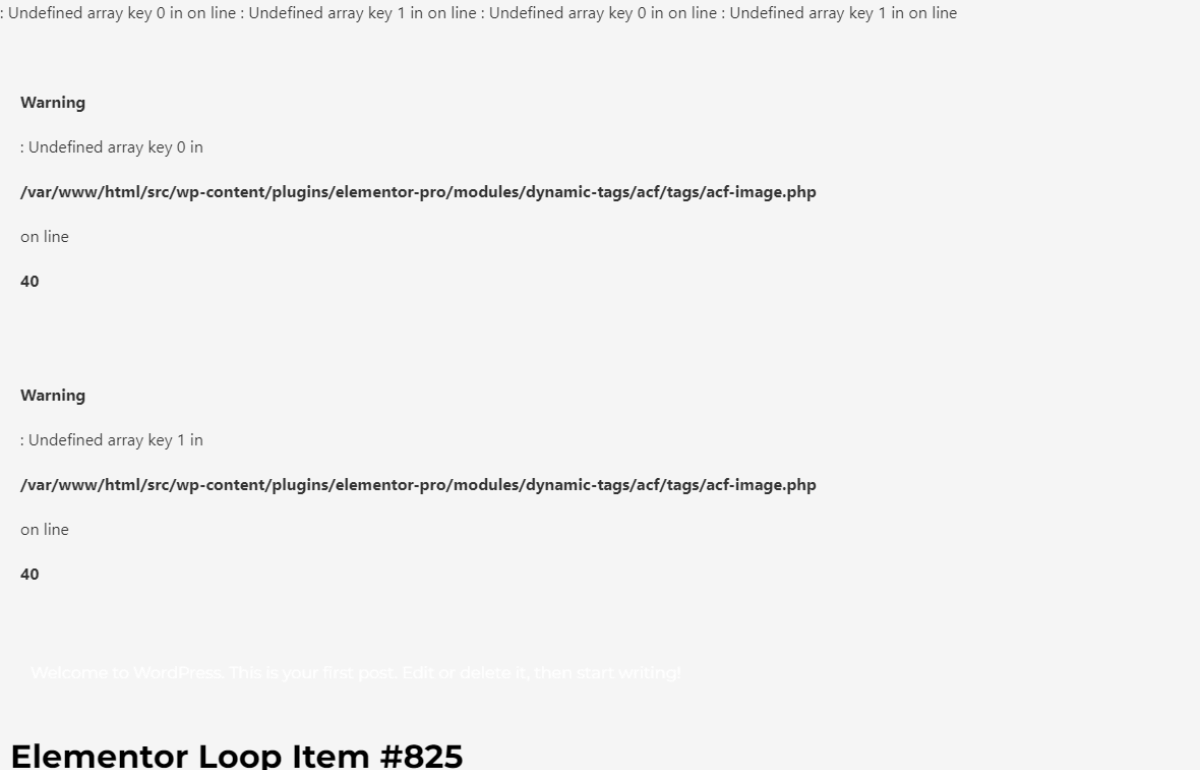 : Undefined array key 0 in on line : Undefined array key 1 in on line : Undefined array key 0 in on line : Undefined array key 1 in on line
Warning
: Undefined array key 0 in
/var/www/html/src/wp-content/plugins/elementor-pro/modules/dynamic-tags/acf/tags/acf-image.php
on line
40
Warning
: Undefined array key 1 in
/var/www/html/src/wp-content/plugins/elementor-pro/modules/dynamic-tags/acf/tags/acf-image.php
on line
40
Welcome to WordPress. This is your first post. Edit or delete it, then start writing!
Elementor Loop Item #825